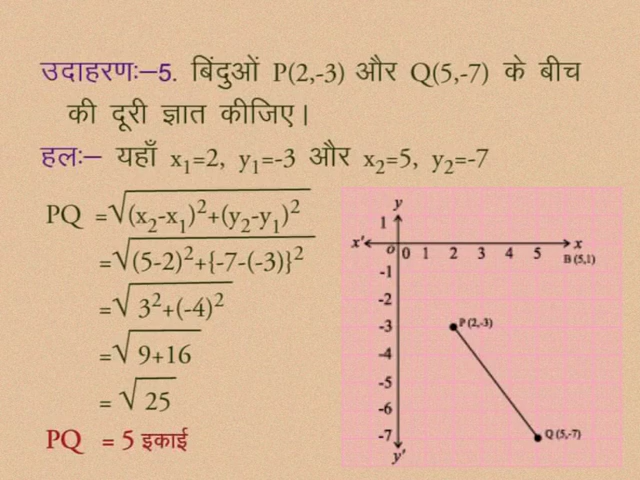 उदाहरणः–5. बिंदुओं P(2,-3) और Q(5,-7) के बीच
की दूरी ज्ञात कीजिए।
हलः– यहाँ x₁=2, y₁=-3 और x₂=5, y₂=-7
PQ =√(x₂-x₁)²+(y₂-y₁)²
=√(5-2)²+{-7-(-3)}²
=√ 3²+(-4)²
=√ 9+16
= √ 25
PQ = 5 इकाई
y
1
x' o 0 1 2 3 4 5 x
B (5,1)
-1
-2
-3 P (2,-3)
-4
-5
-6
-7 Q (5,-7)
y'